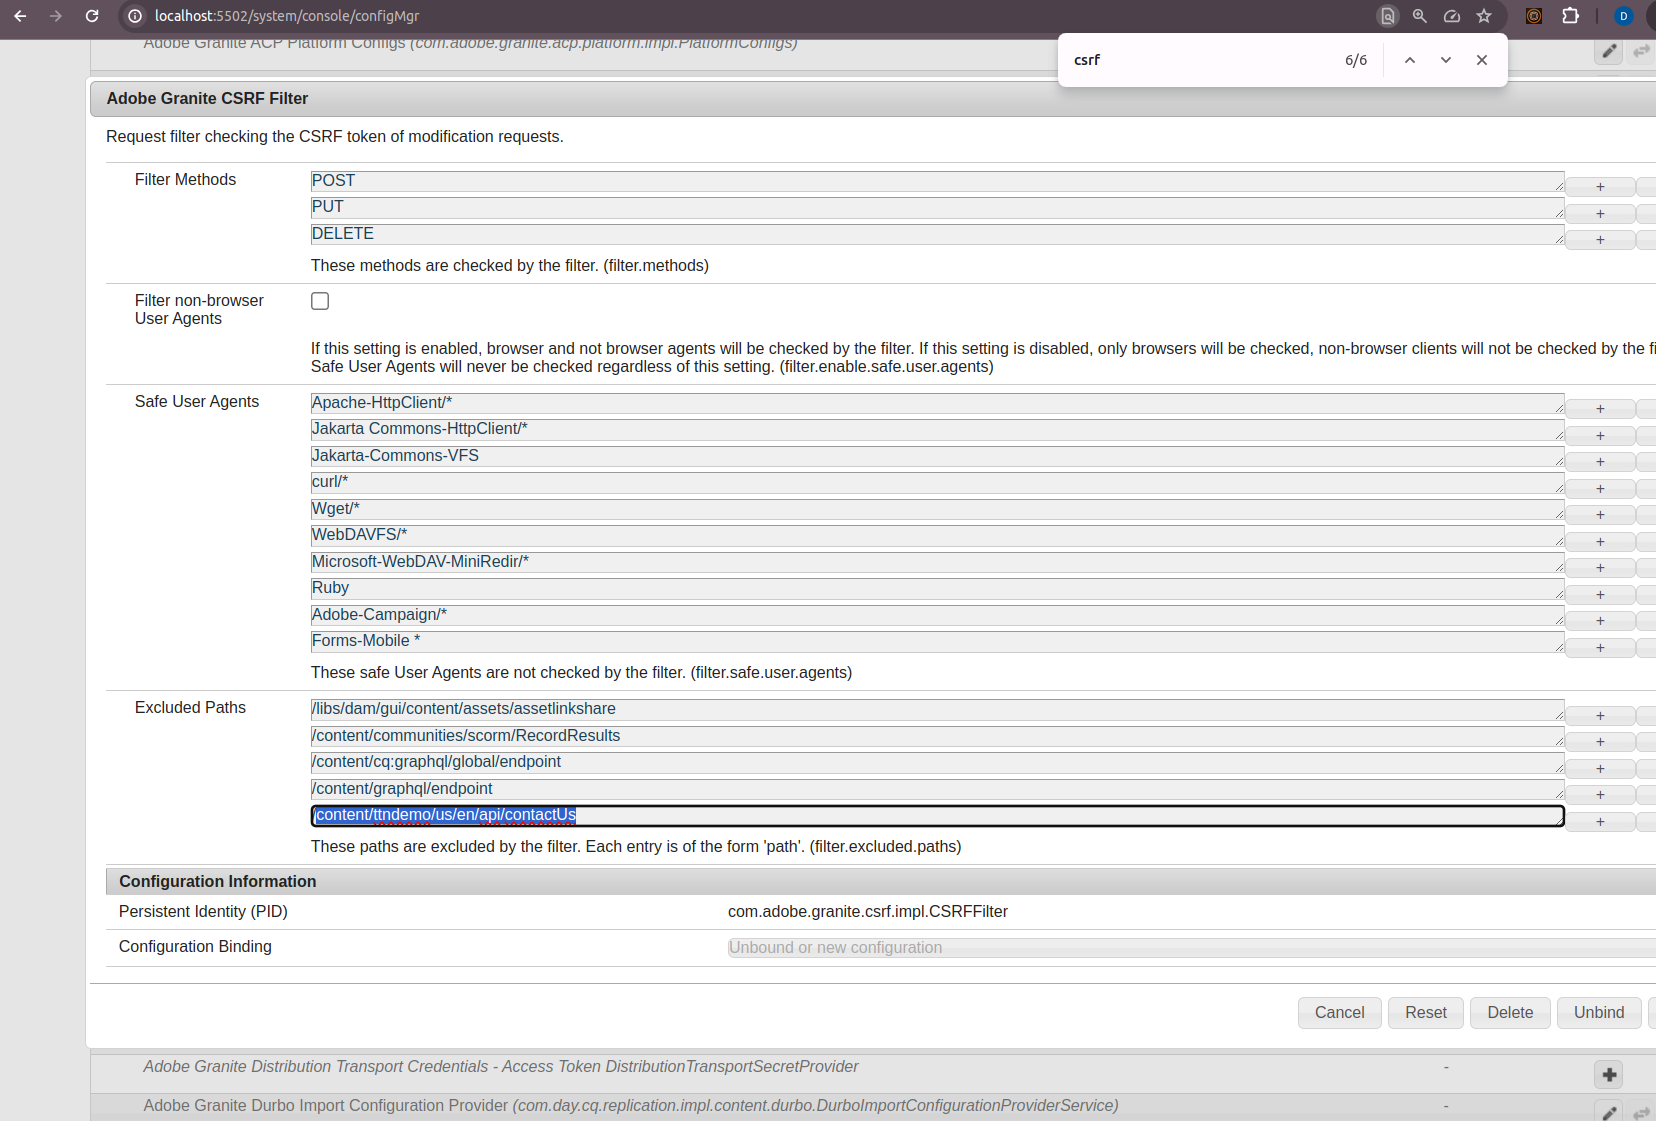 localhost:5502/system/console/configMgr
D
Adobe Granite ACP Platform Configs (com.adobe.granite.acp.platform.impl.PlatformConfigs)
csrf
6/6
Adobe Granite CSRF Filter
Request filter checking the CSRF token of modification requests.
Filter Methods
POST
+
PUT
+
DELETE
+
These methods are checked by the filter. (filter.methods)
Filter non-browser
User Agents
If this setting is enabled, browser and not browser agents will be checked by the filter. If this setting is disabled, only browsers will be checked, non-browser clients will not be checked by the fi
Safe User Agents will never be checked regardless of this setting. (filter.enable.safe.user.agents)
Safe User Agents
Apache-HttpClient/*
+
Jakarta Commons-HttpClient/*
+
Jakarta-Commons-VFS
+
curl/*
+
Wget/*
+
WebDAVFS/*
+
Microsoft-WebDAV-MiniRedir/*
+
Ruby
+
Adobe-Campaign/*
+
Forms-Mobile *
+
These safe User Agents are not checked by the filter. (filter.safe.user.agents)
Excluded Paths
/libs/dam/gui/content/assets/assetlinkshare
+
/content/communities/scorm/RecordResults
+
/content/cq:graphql/global/endpoint
+
/content/graphql/endpoint
+
/content/ttndemo/us/en/api/contactUs
+
These paths are excluded by the filter. Each entry is of the form 'path'. (filter.excluded.paths)
Configuration Information
Persistent Identity (PID)
com.adobe.granite.csrf.impl.CSRFFilter
Configuration Binding
Unbound or new configuration
Cancel
Reset
Delete
Unbind
Adobe Granite Distribution Transport Credentials - Access Token DistributionTransportSecretProvider
-
Adobe Granite Durbo Import Configuration Provider (com.day.cq.replication.impl.content.durbo.DurboImportConfigurationProviderService)
-